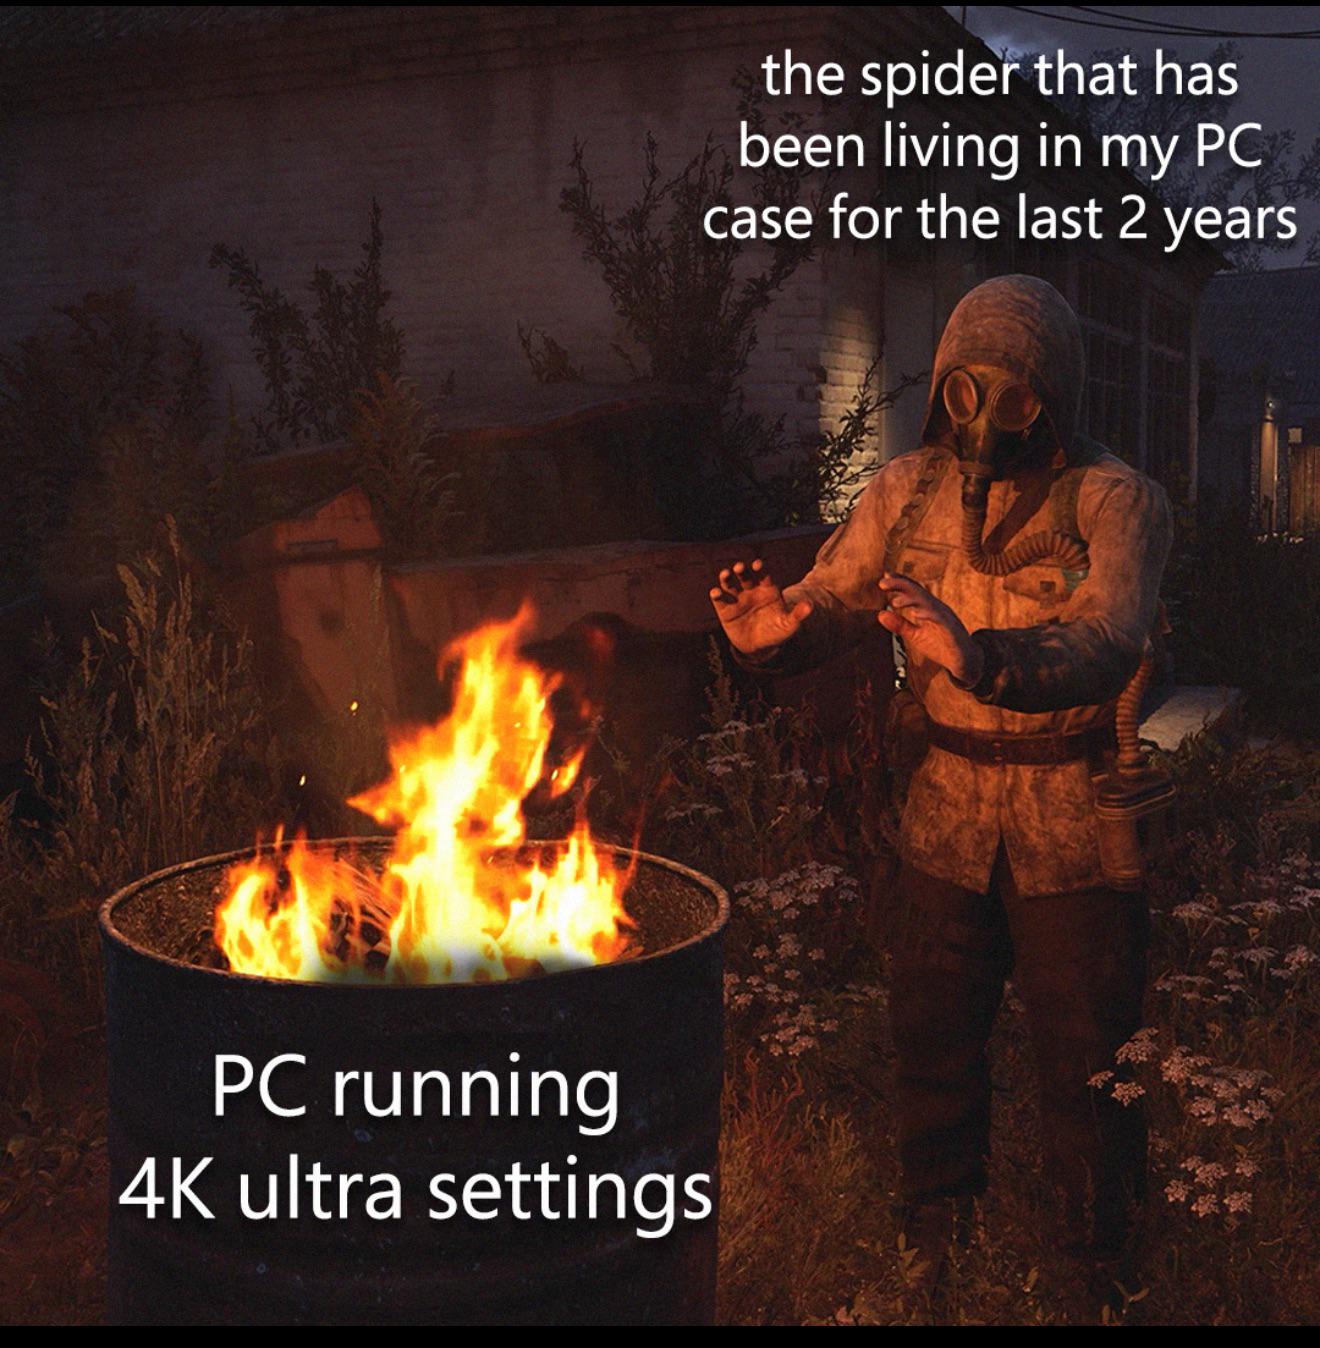 the spider that has
been living in my PC
case for the last 2 years
PC running
4K ultra settings